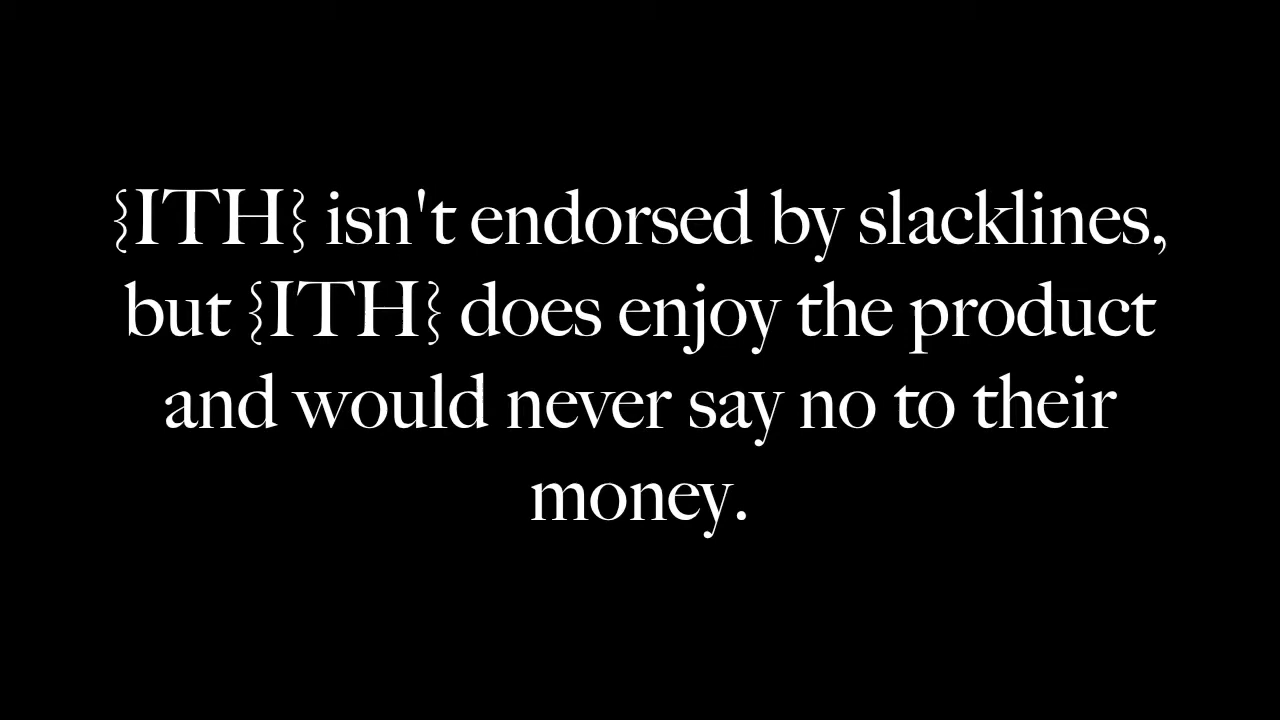 {ITH} isn't endorsed by slacklines,
but {ITH} does enjoy the product
and would never say no to their
money.